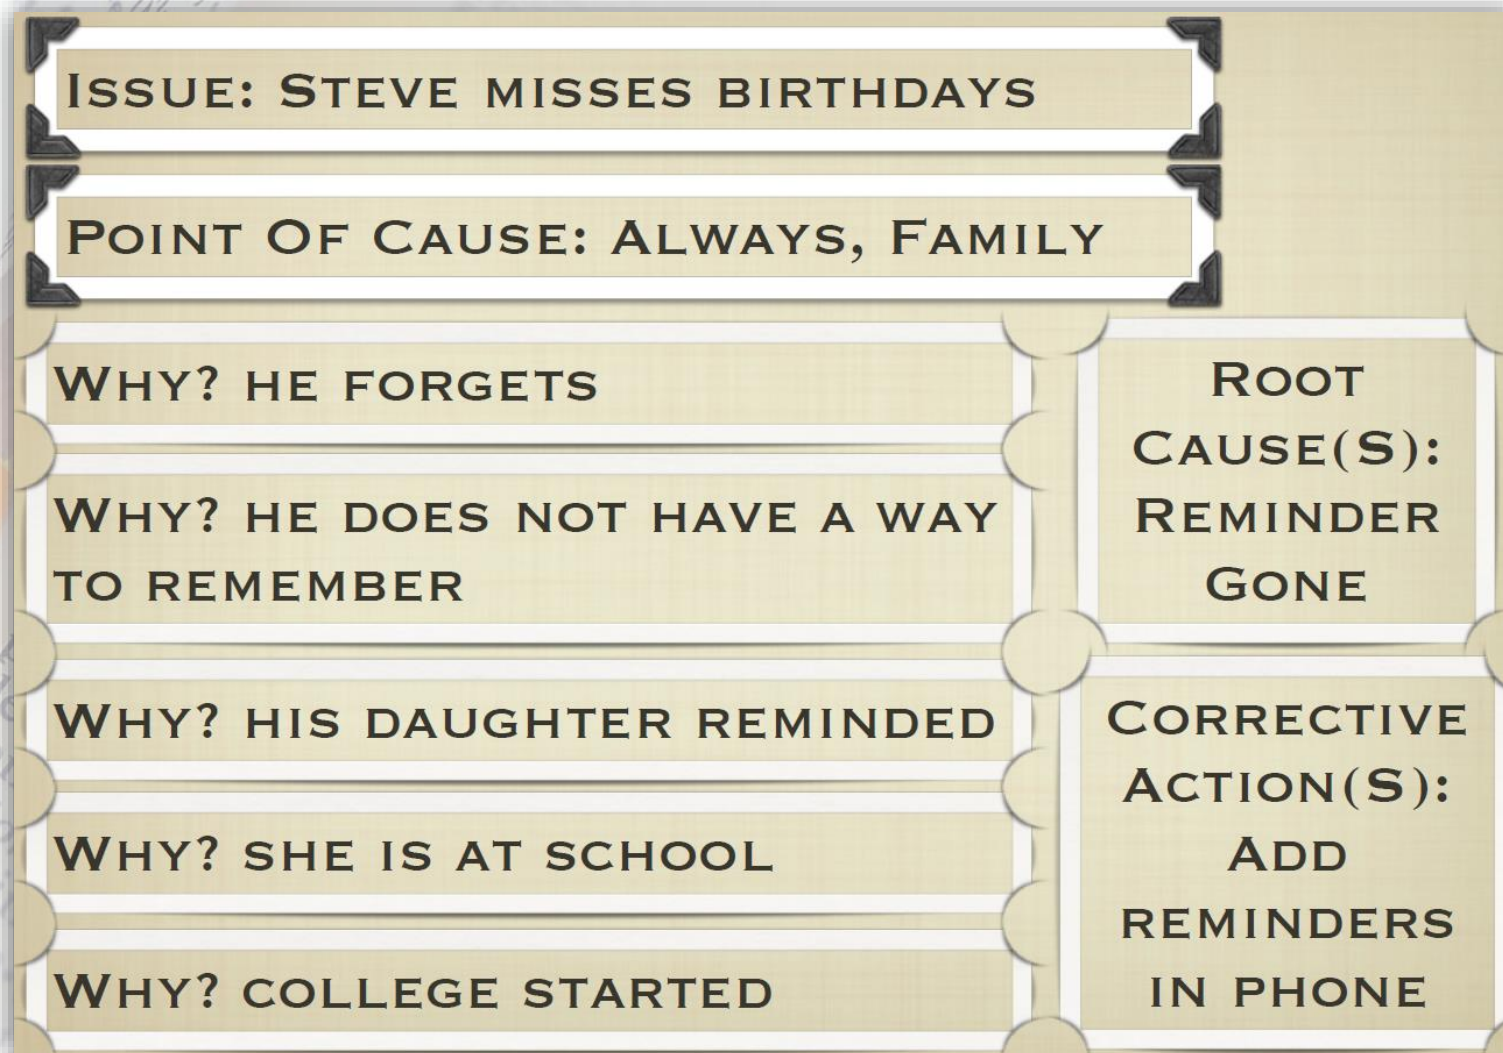 Issue: Steve misses birthdays
Point Of Cause: Always, Family
Why? he forgets
Why? he does not have a way
to remember
Why? his daughter reminded
Why? she is at school
Why? college started
Root
Cause(s):
Reminder
Gone
Corrective
Action(s):
Add
reminders
in phone